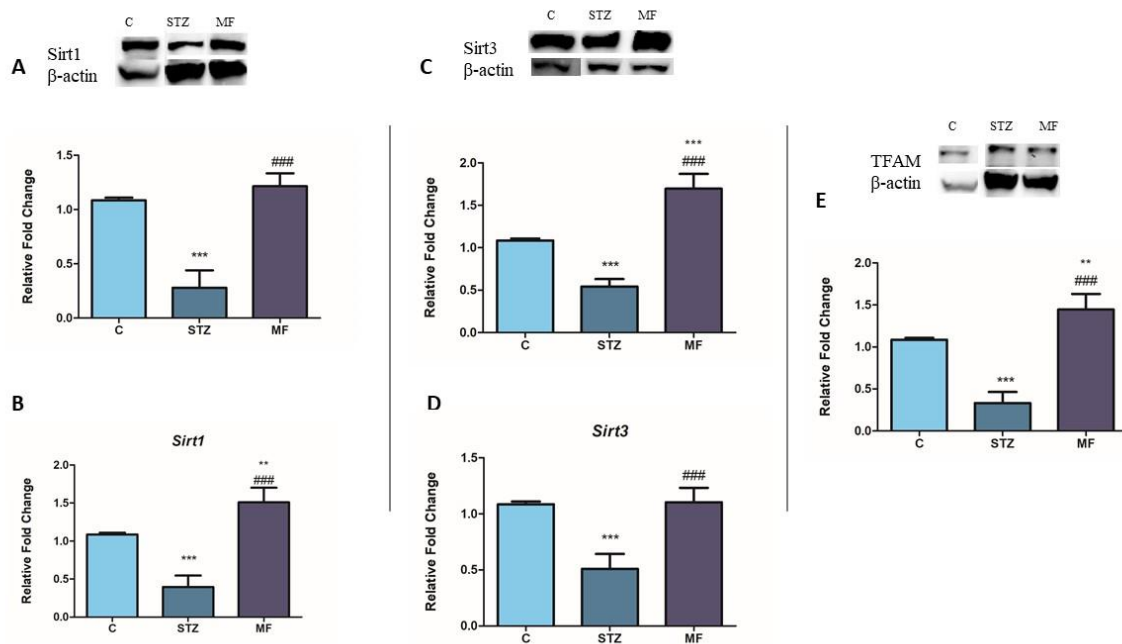 A
C STZ MF
Sirt1
β-actin
Relative Fold Change
1.5
1.0
0.5
0.0
###
***
C STZ MF
B
Sirt1
Relative Fold Change
2.0
1.5
1.0
0.5
0.0
**
###
***
C STZ MF
C
C STZ MF
Sirt3
β-actin
Relative Fold Change
2.0
1.5
1.0
0.5
0.0
***
###
***
C STZ MF
D
Sirt3
Relative Fold Change
1.5
1.0
0.5
0.0
###
***
C STZ MF
E
C STZ MF
TFAM
β-actin
Relative Fold Change
2.0
1.5
1.0
0.5
0.0
**
###
***
C STZ MF